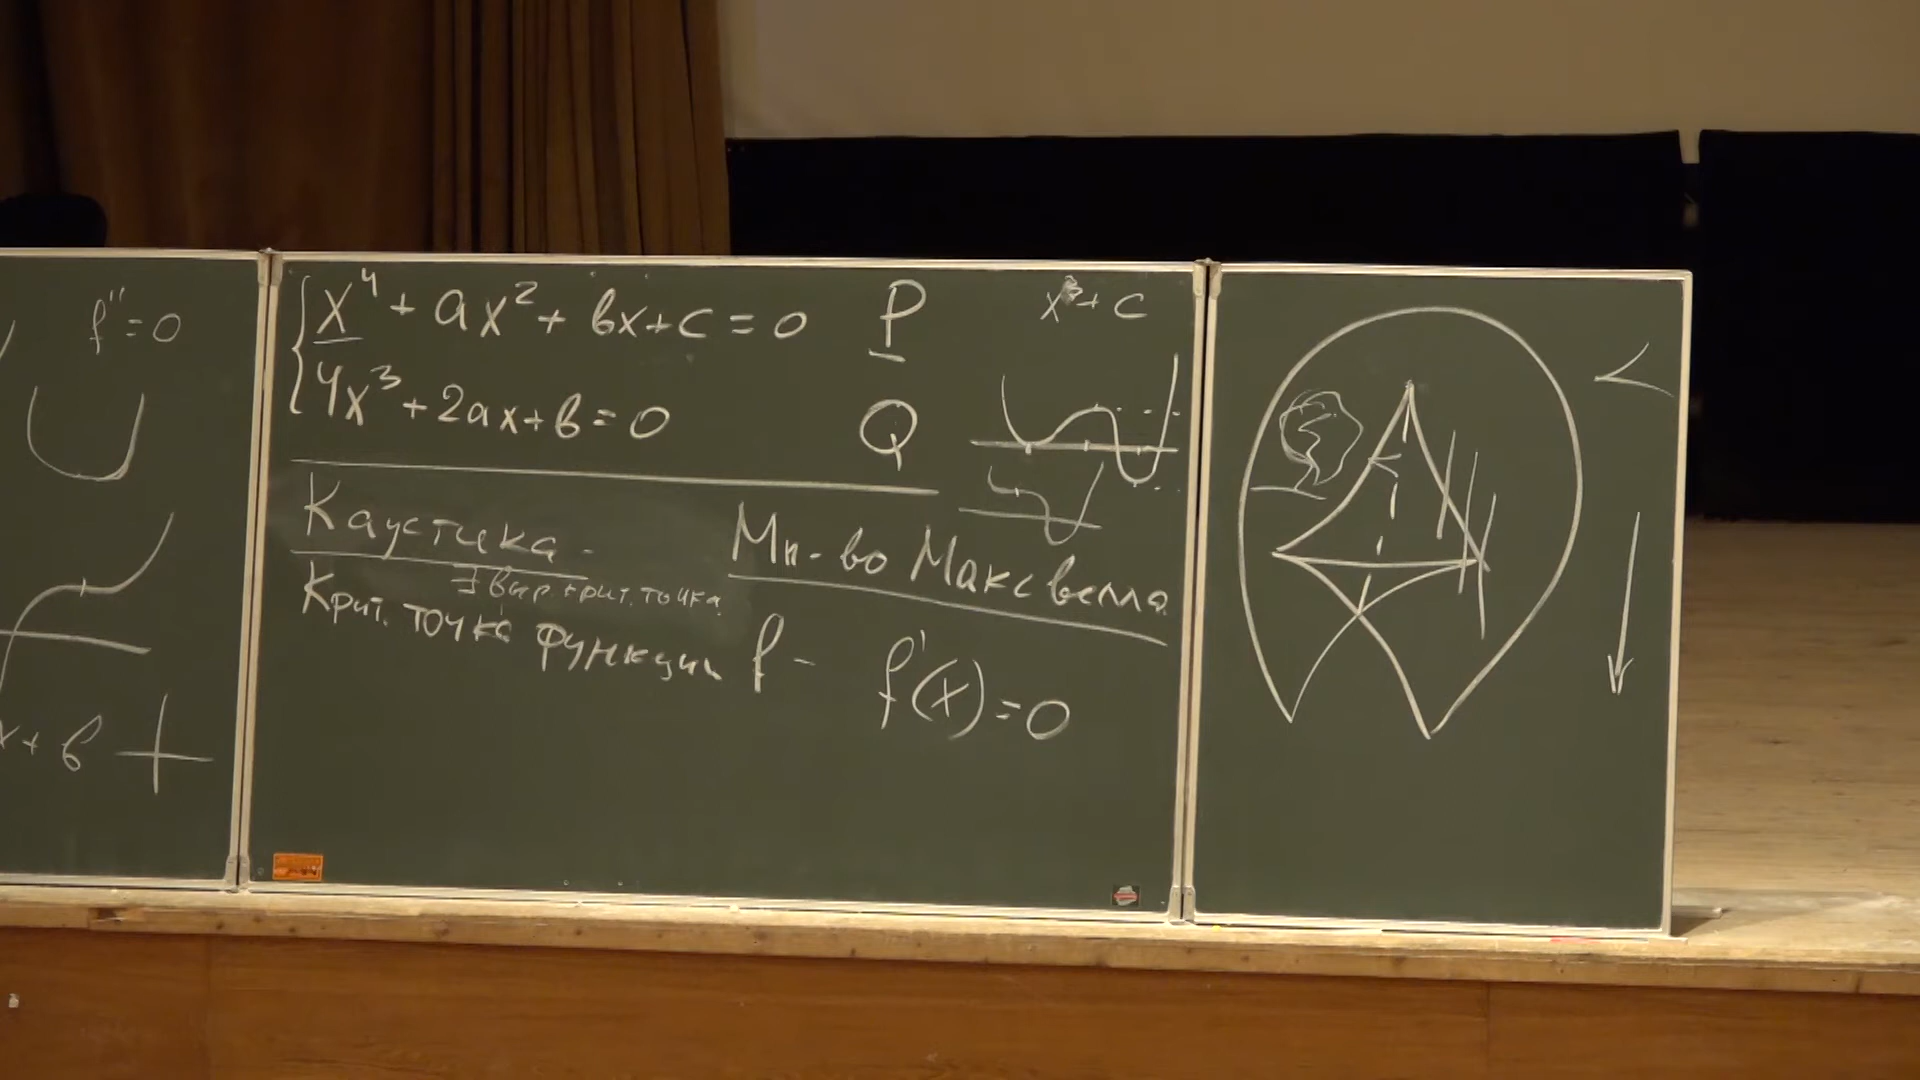 f''=0
x+b
x⁴+ax²+bx+c=0 P
4x³+2ax+b=0 Q
x³+c
Каустика -
∃ выр. крит. точка
Мн-во Максвелла
Крит. точка функции f - f'(x)=0